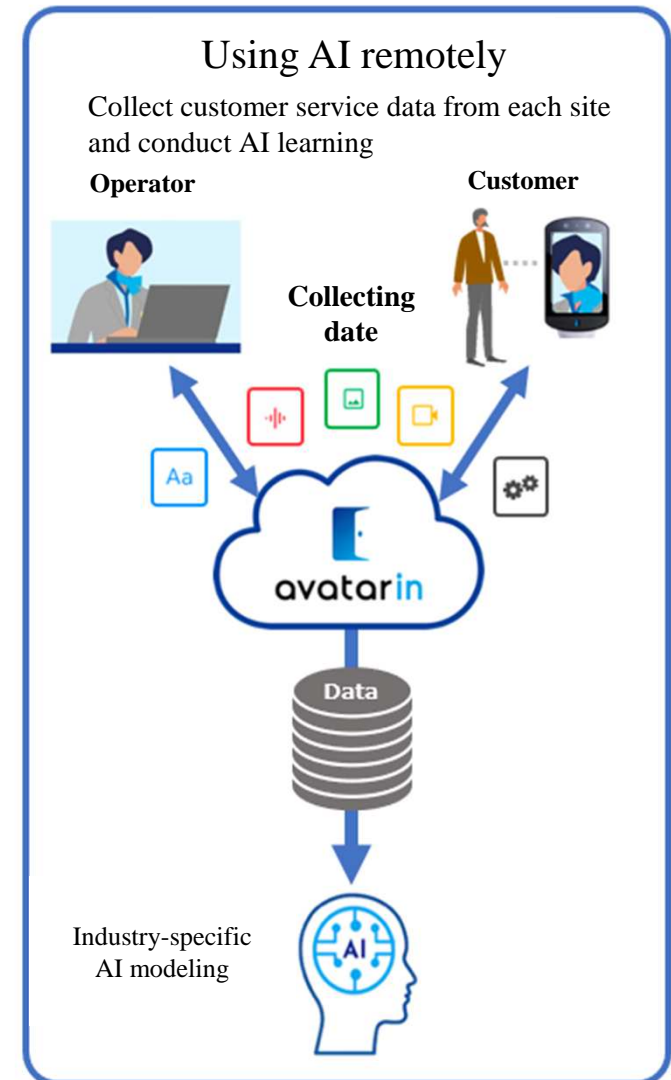 Using AI remotely
Collect customer service data from each site
and conduct AI learning
Operator
Customer
Collecting
date
Aa
avatarin
Data
AI
Industry-specific
AI modeling